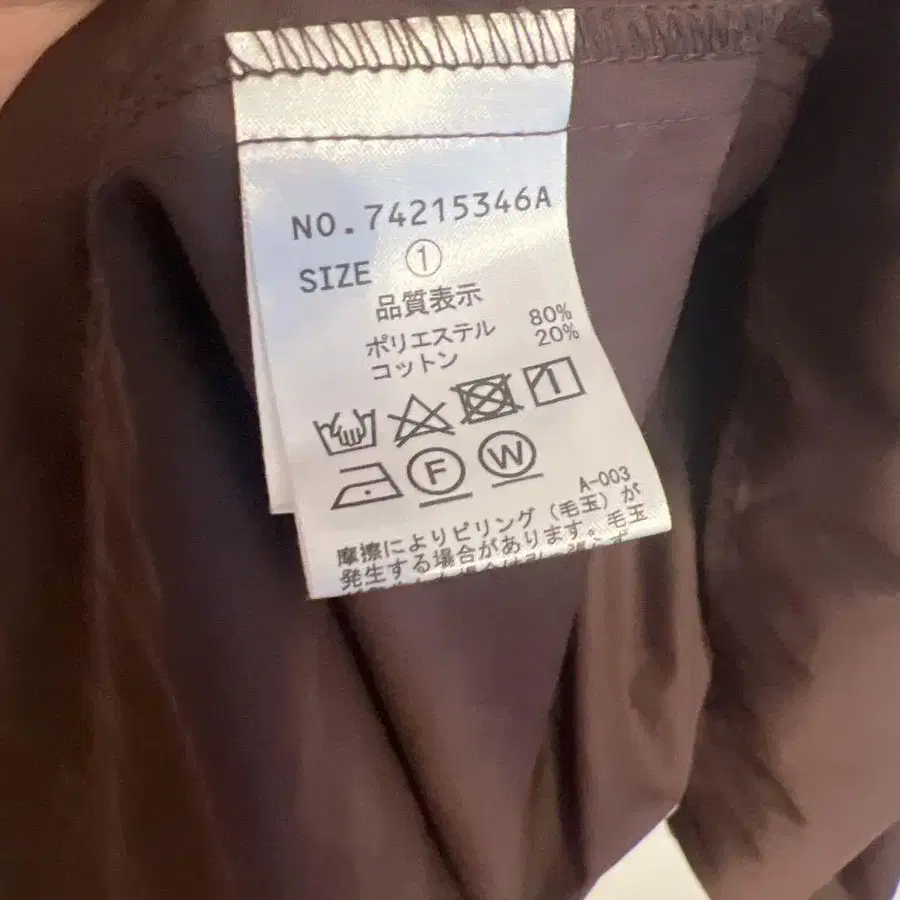 NO.74215346A
SIZE ①
品質表示
ポリエステル 80%
コットン 20%
F W
A-003
摩擦によりピリング(毛玉)が
発生する場合があります。毛玉